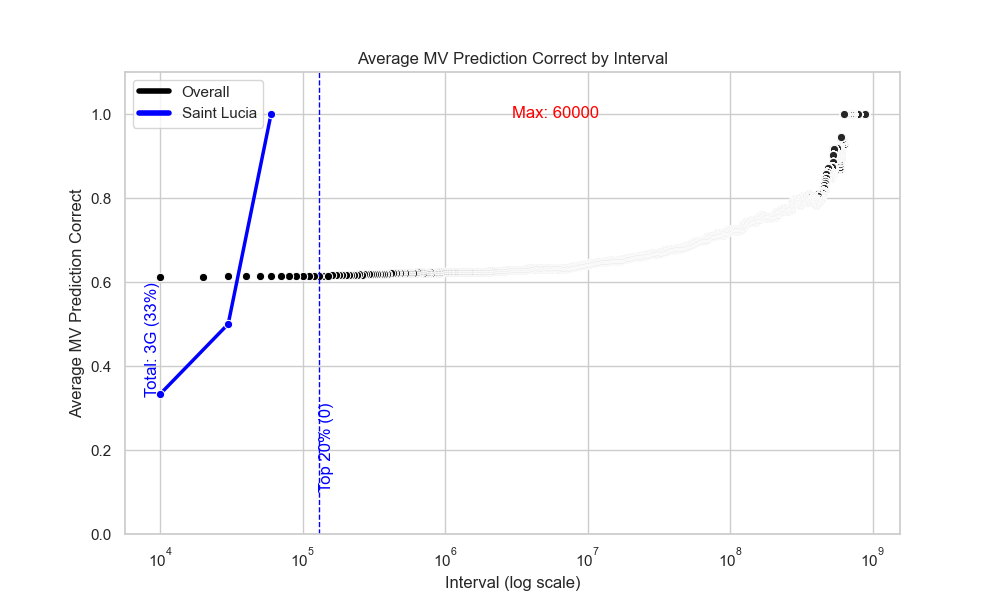 Average MV Prediction Correct by Interval
Overall
Saint Lucia
Max: 60000
Average MV Prediction Correct
1.0
0.8
0.6
0.4
0.2
0.0
Total: 3G (33%)
Top 20% (0)
10^4
10^5
10^6
10^7
10^8
10^9
Interval (log scale)